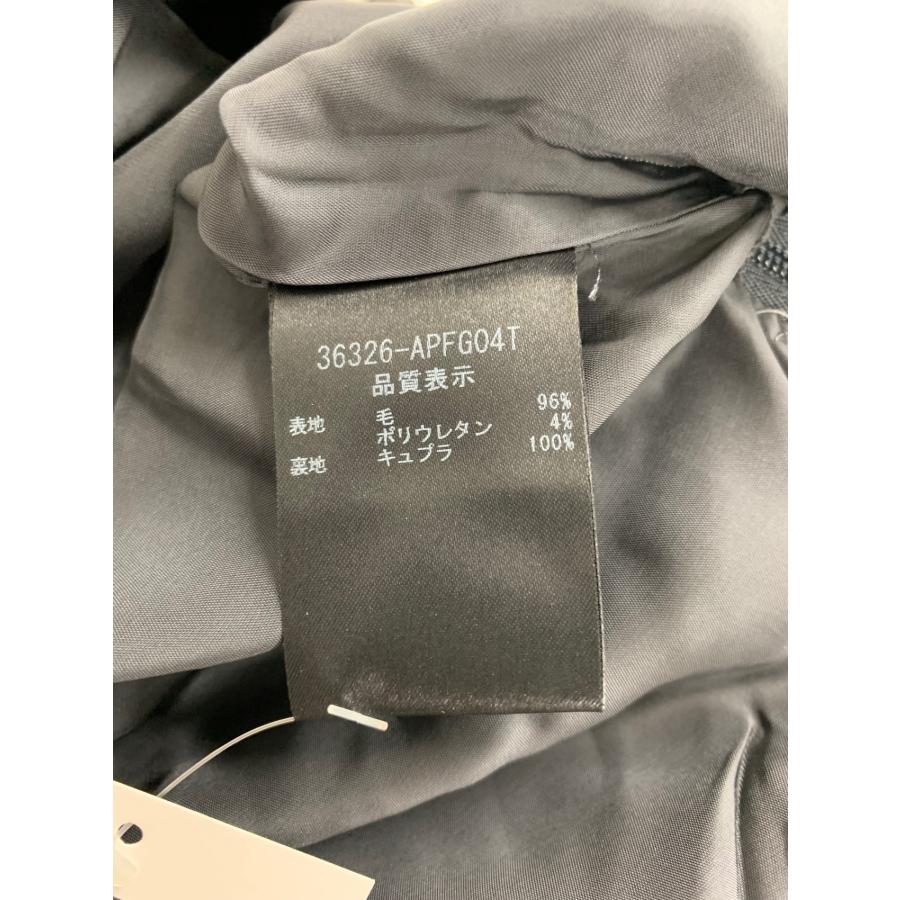 36326-APFG04T
品質表示
表地 毛 96%
ポリウレタン 4%
裏地 キュプラ 100%